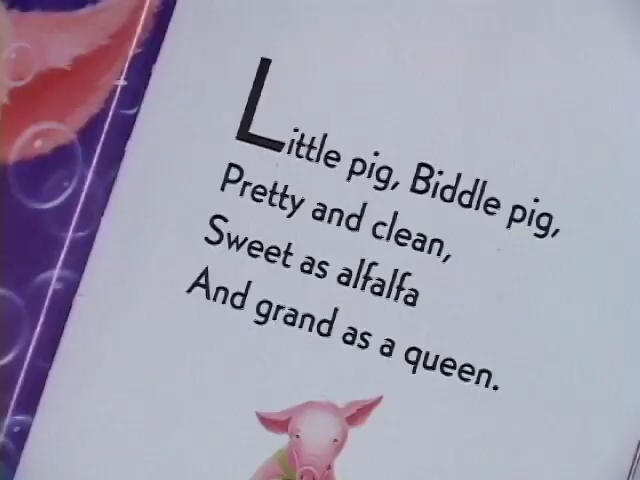 Little pig, Biddle pig,
Pretty and clean,
Sweet as alfalfa
And grand as a queen.